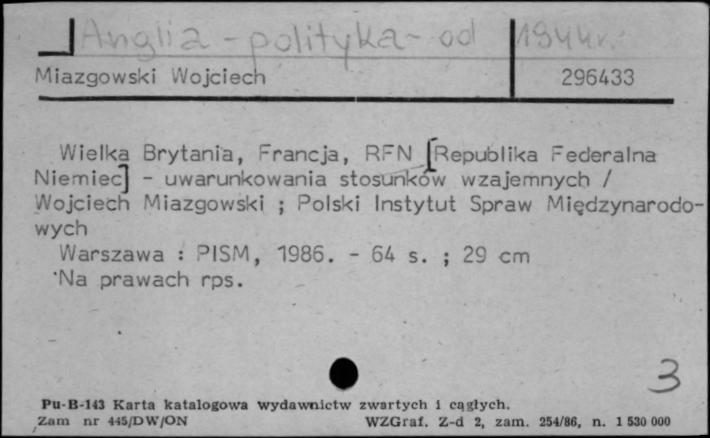 Anglia - polityka - od 1944r.
Miazgowski Wojciech 296433
Wielka Brytania, Francja, RFN [Republika Federalna
Niemiec] - uwarunkowania stosunków wzajemnych /
Wojciech Miazgowski ; Polski Instytut Spraw Międzynarodo-
wych
Warszawa : PISM, 1986. - 64 s. ; 29 cm
Na prawach rps.
3
Pu-B-143 Karta katalogowa wydawnictw zwartych i ciągłych.
Zam nr 445/DW/ON WZGraf. Z-d 2, zam. 254/86, n. 1 530 000